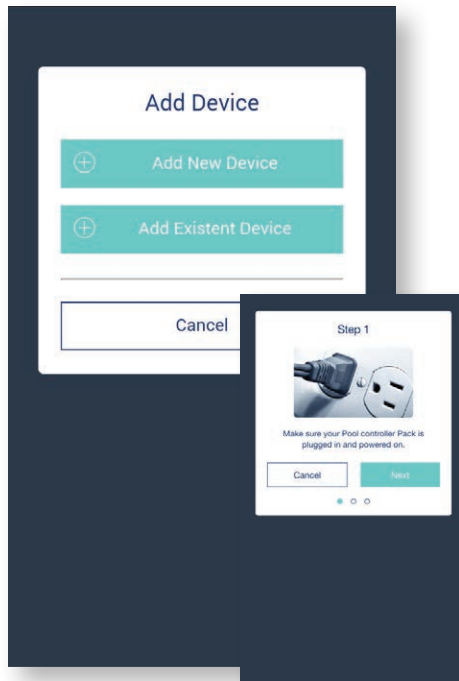 Add Device
Add New Device
Add Existent Device
Cancel
Step 1
Make sure your Pool controller Pack is
plugged in and powered on.
Cancel
Next